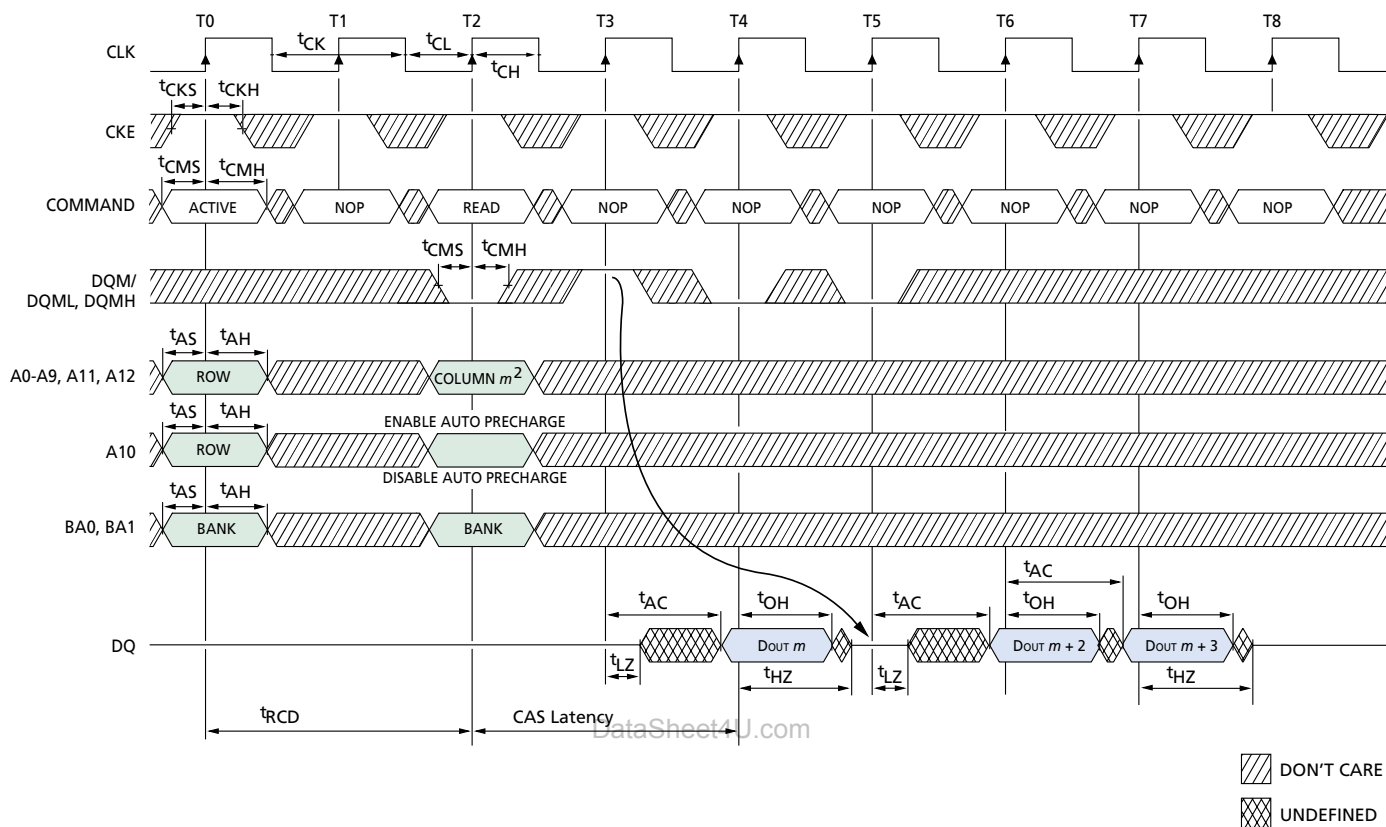 T0 T1 T2 T3 T4 T5 T6 T7 T8
CLK
tCK tCL
tCH
tCKS tCKH
CKE
tCMS tCMH
COMMAND ACTIVE NOP READ NOP NOP NOP NOP NOP NOP
tCMS tCMH
DQM/
DQML, DQMH
tAS tAH
A0-A9, A11, A12 ROW COLUMN m2
tAS tAH ENABLE AUTO PRECHARGE
A10 ROW
DISABLE AUTO PRECHARGE
tAS tAH
BA0, BA1 BANK BANK
tAC
tAC tOH tAC tOH tOH
DQ DOUT m DOUT m + 2 DOUT m + 3
tLZ tHZ tLZ tHZ
tRCD CAS Latency
DataSheet4U.com
DON'T CARE
UNDEFINED